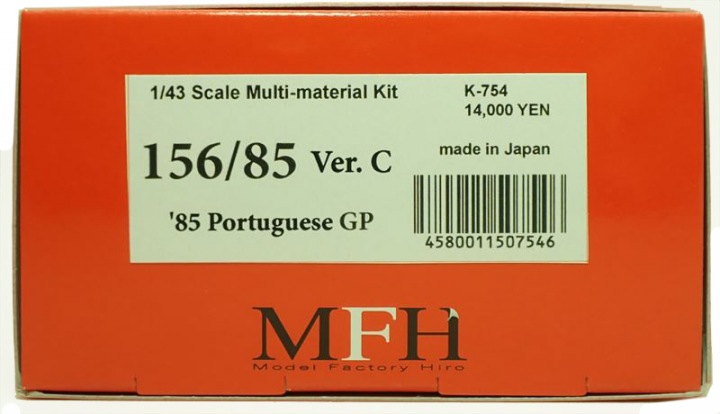 1/43 Scale Multi-material Kit
K-754
14,000 YEN
156/85 Ver. C
made in Japan
'85 Portuguese GP
4580011507546
MFH
Model Factory Hiro